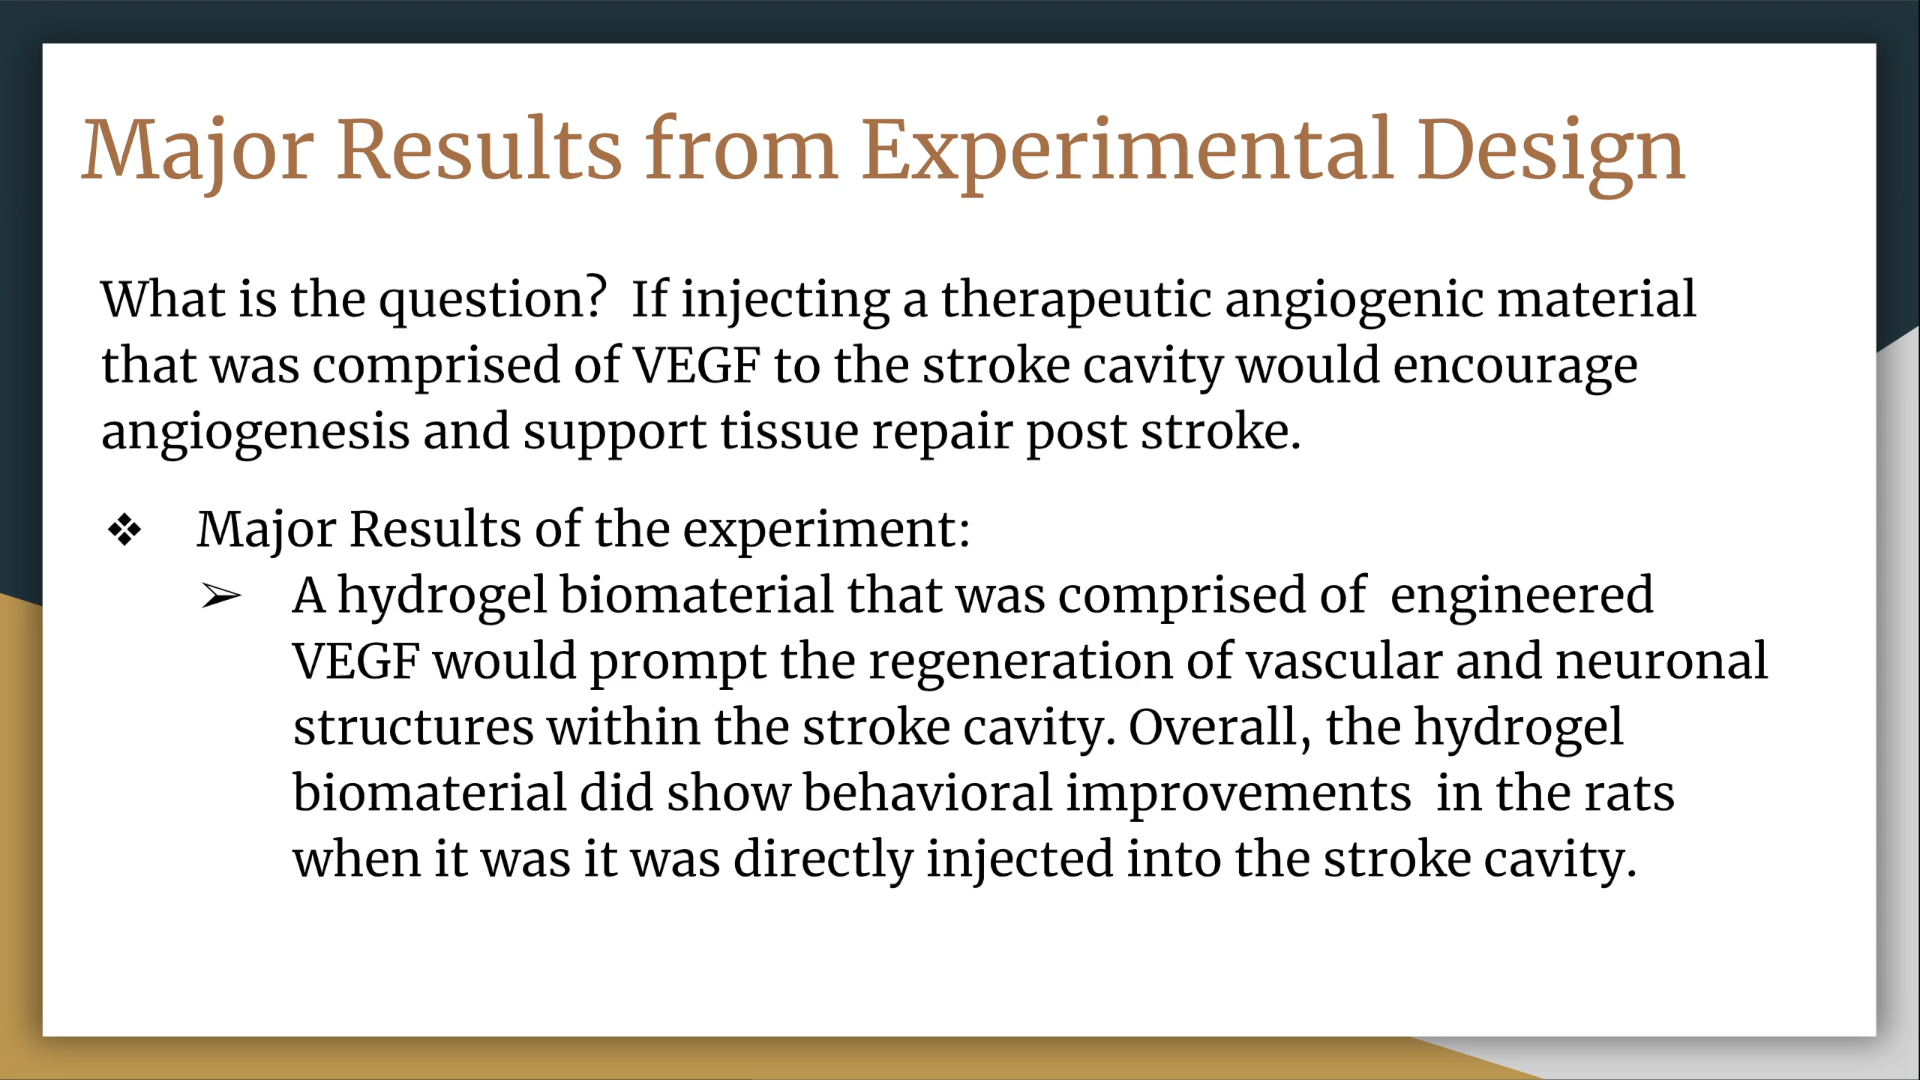 Major Results from Experimental Design
What is the question?  If injecting a therapeutic angiogenic material
that was comprised of VEGF to the stroke cavity would encourage
angiogenesis and support tissue repair post stroke.
❖ Major Results of the experiment:
➢ A hydrogel biomaterial that was comprised of  engineered
VEGF would prompt the regeneration of vascular and neuronal
structures within the stroke cavity. Overall, the hydrogel
biomaterial did show behavioral improvements  in the rats
when it was it was directly injected into the stroke cavity.